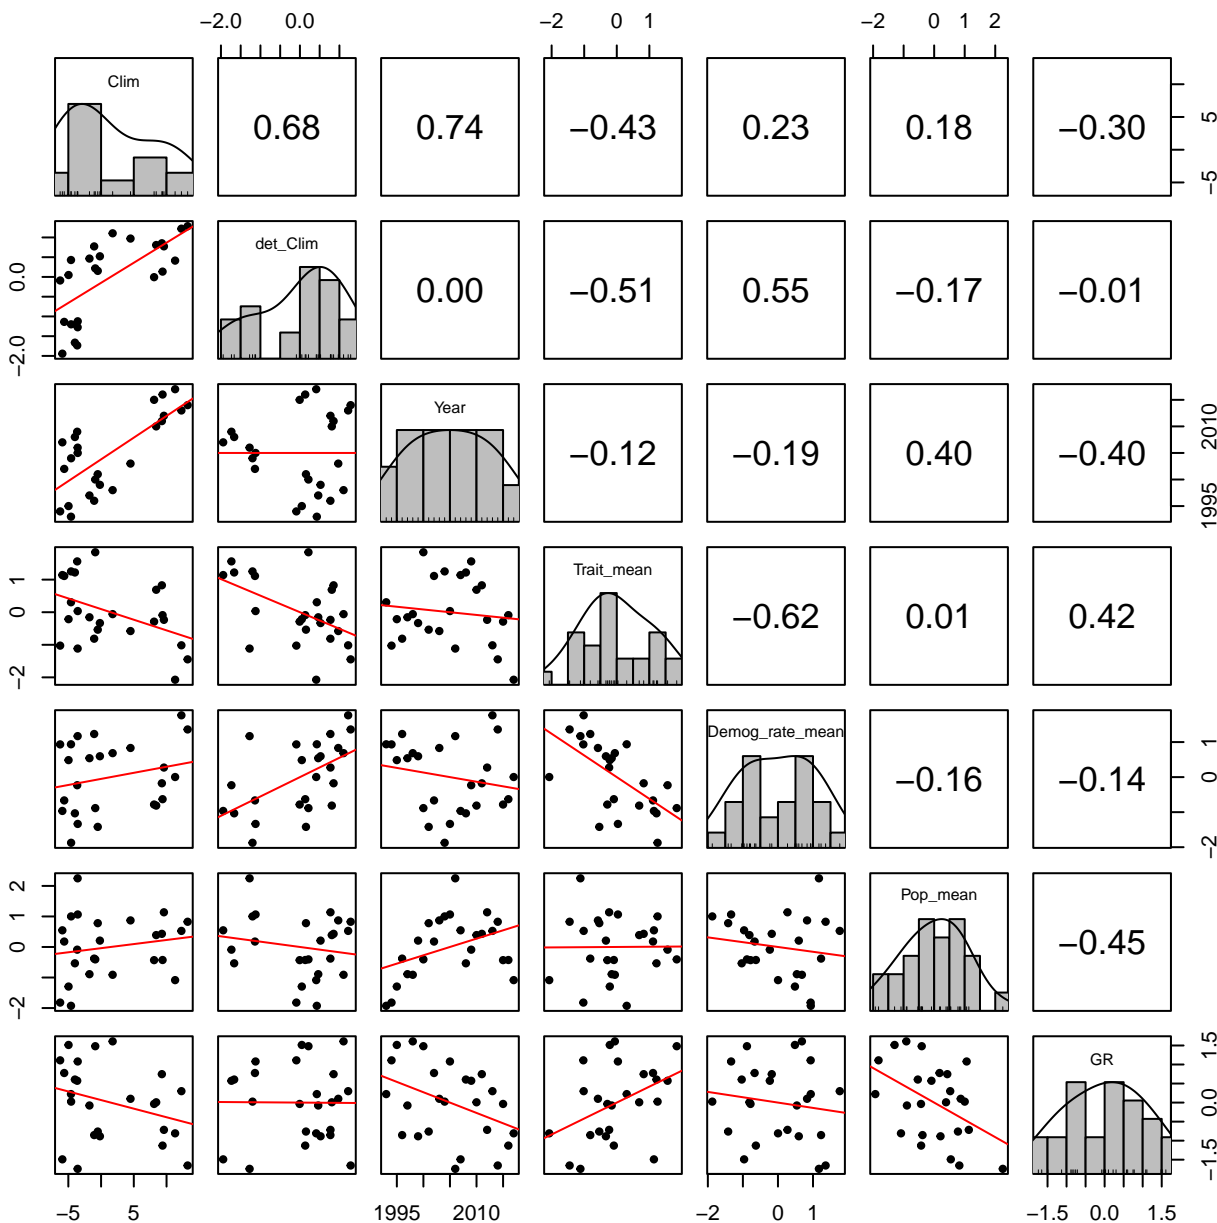 −2.0 0.0 −2 0 1 −2 0 1 2
Clim 0.68 0.74 −0.43 0.23 0.18 −0.30 −5 5
−2.0 0.0 det_Clim 0.00 −0.51 0.55 −0.17 −0.01
Year −0.12 −0.19 0.40 −0.40 1995 2010
−2 0 1 Trait_mean −0.62 0.01 0.42
Demog_rate_mean −0.16 −0.14 −2 0 1
−2 0 1 2 Pop_mean −0.45
GR −1.5 0.0 1.5
−5 5 1995 2010 −2 0 1 −1.5 0.0 1.5